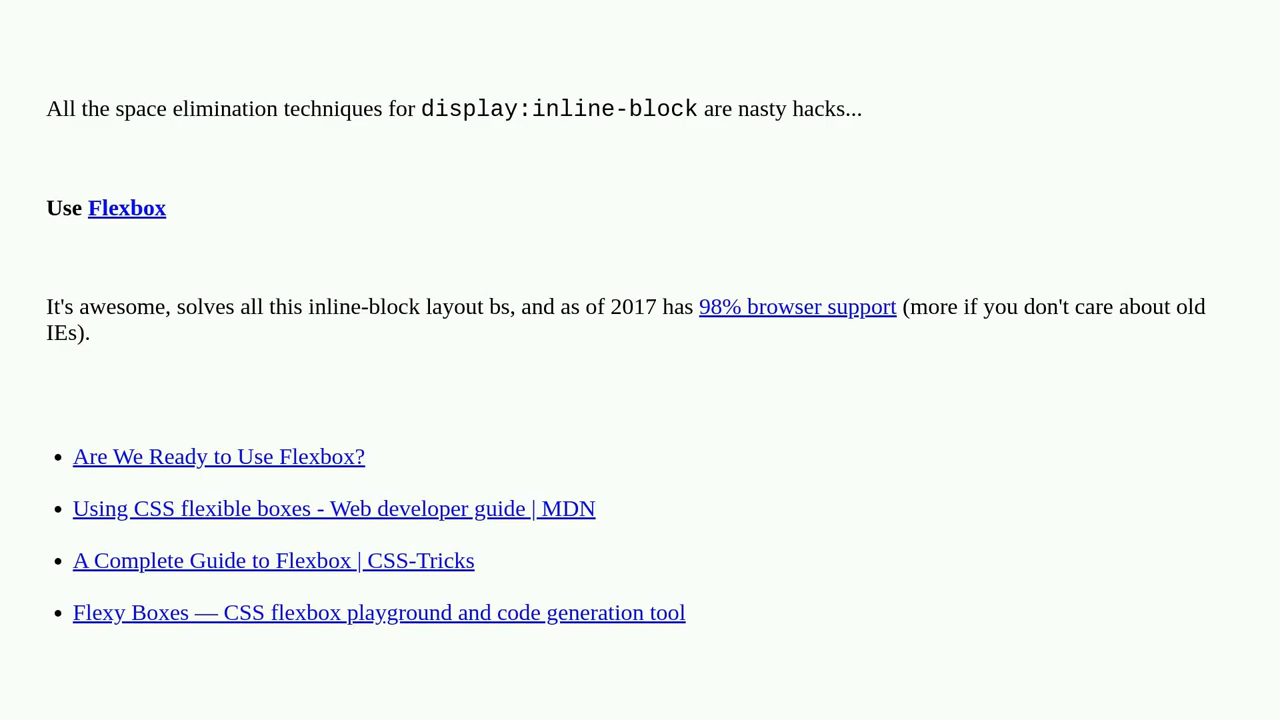 All the space elimination techniques for display:inline-block are nasty hacks...
Use Flexbox
It's awesome, solves all this inline-block layout bs, and as of 2017 has 98% browser support (more if you don't care about old
IEs).
• Are We Ready to Use Flexbox?
• Using CSS flexible boxes - Web developer guide | MDN
• A Complete Guide to Flexbox | CSS-Tricks
• Flexy Boxes — CSS flexbox playground and code generation tool